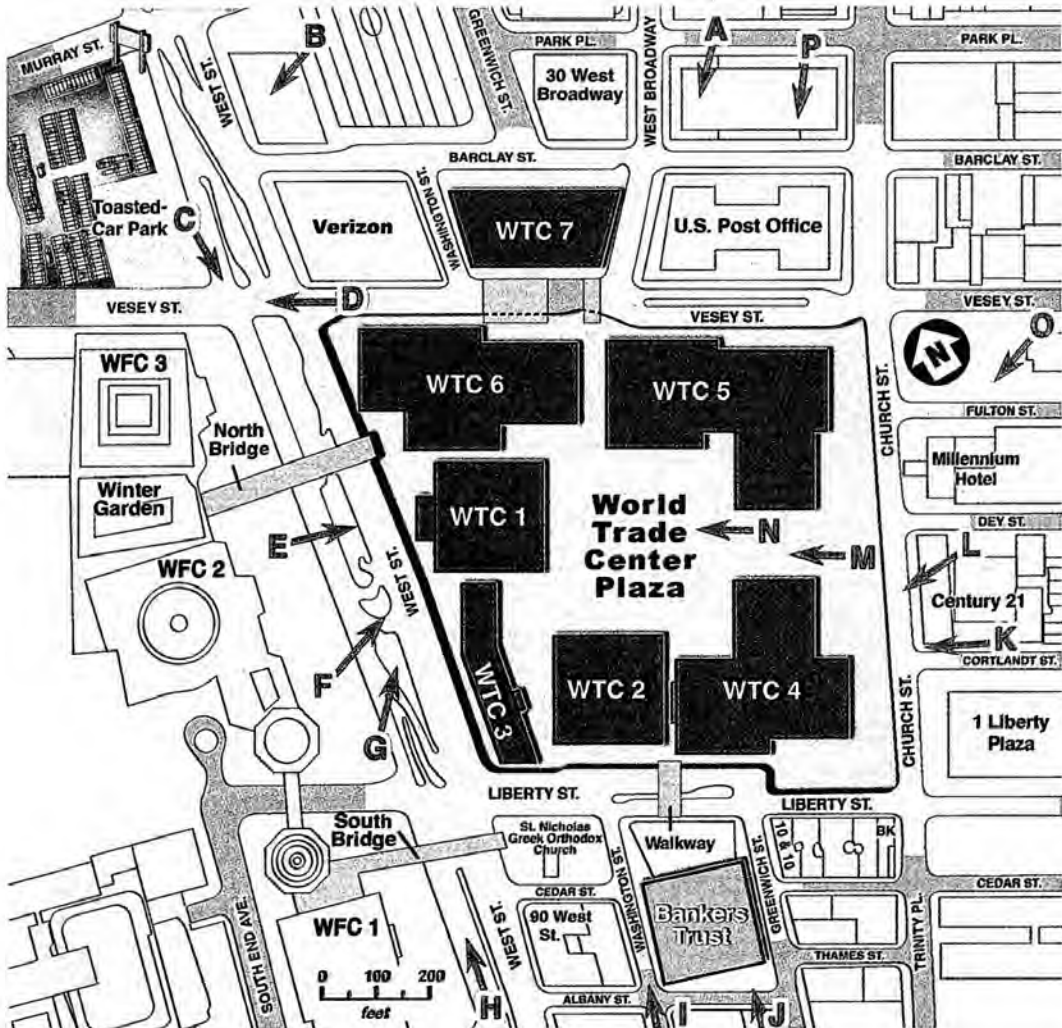 MURRAY ST.
WEST ST.
B
GREENWICH ST.
PARK PL.
WEST BROADWAY
A
P
PARK PL.
30 West
Broadway
BARCLAY ST.
BARCLAY ST.
Toasted-
Car Park
C
Verizon
WASHINGTON ST.
WTC 7
U.S. Post Office
VESEY ST.
D
VESEY ST.
VESEY ST.
WFC 3
WTC 6
WTC 5
CHURCH ST.
N
O
FULTON ST.
North
Bridge
Millennium
Hotel
Winter
Garden
WTC 1
World
Trade
Center
Plaza
DEY ST.
E
N
M
L
WFC 2
WEST ST.
Century 21
K
CORTLANDT ST.
F
WTC 3
WTC 2
WTC 4
G
CHURCH ST.
1 Liberty
Plaza
LIBERTY ST.
LIBERTY ST.
South
Bridge
St. Nicholas
Greek Orthodox
Church
Walkway
WASHINGTON ST.
GREENWICH ST.
10 & 10
BK
CEDAR ST.
CEDAR ST.
SOUTH END AVE.
WFC 1
WEST ST.
90 West
St.
Bankers
Trust
THAMES ST.
TRINITY PL.
0 100 200
feet
H
ALBANY ST.
I
J